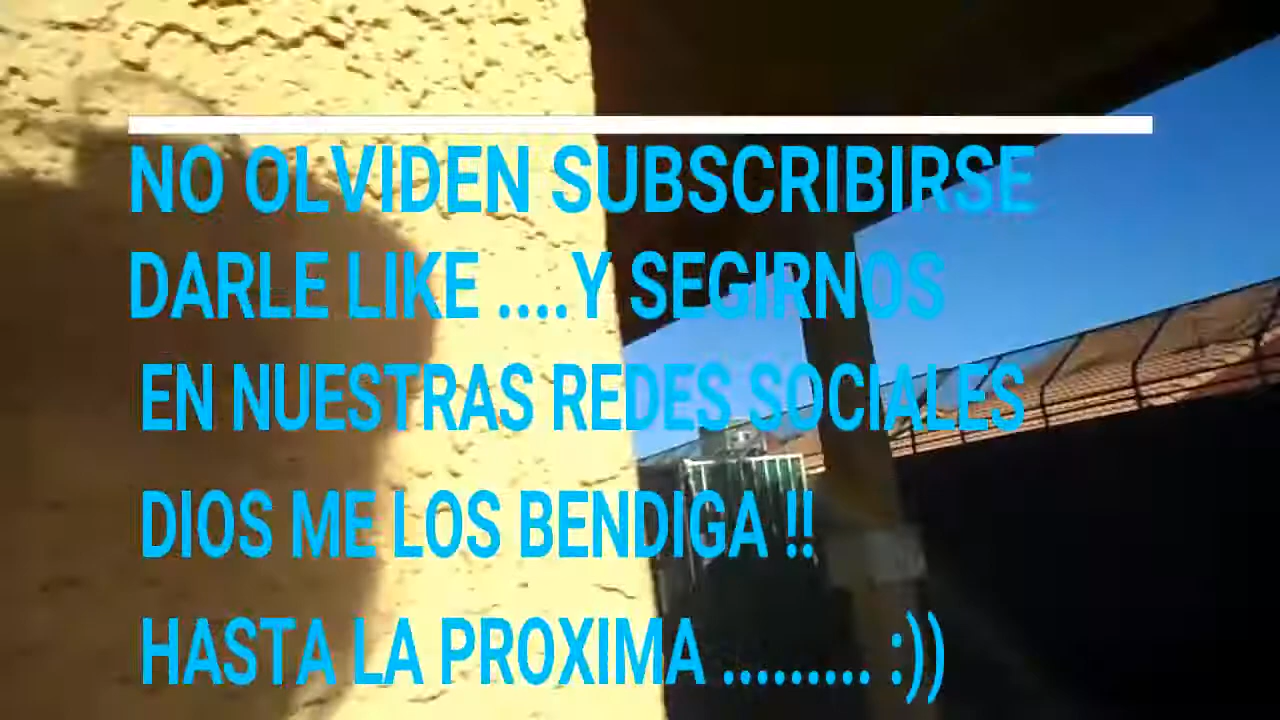 NO OLVIDEN SUBSCRIBIRSE
DARLE LIKE ....Y SEGIRNOS
EN NUESTRAS REDES SOCIALES
DIOS ME LOS BENDIGA !!
HASTA LA PROXIMA ......... :))